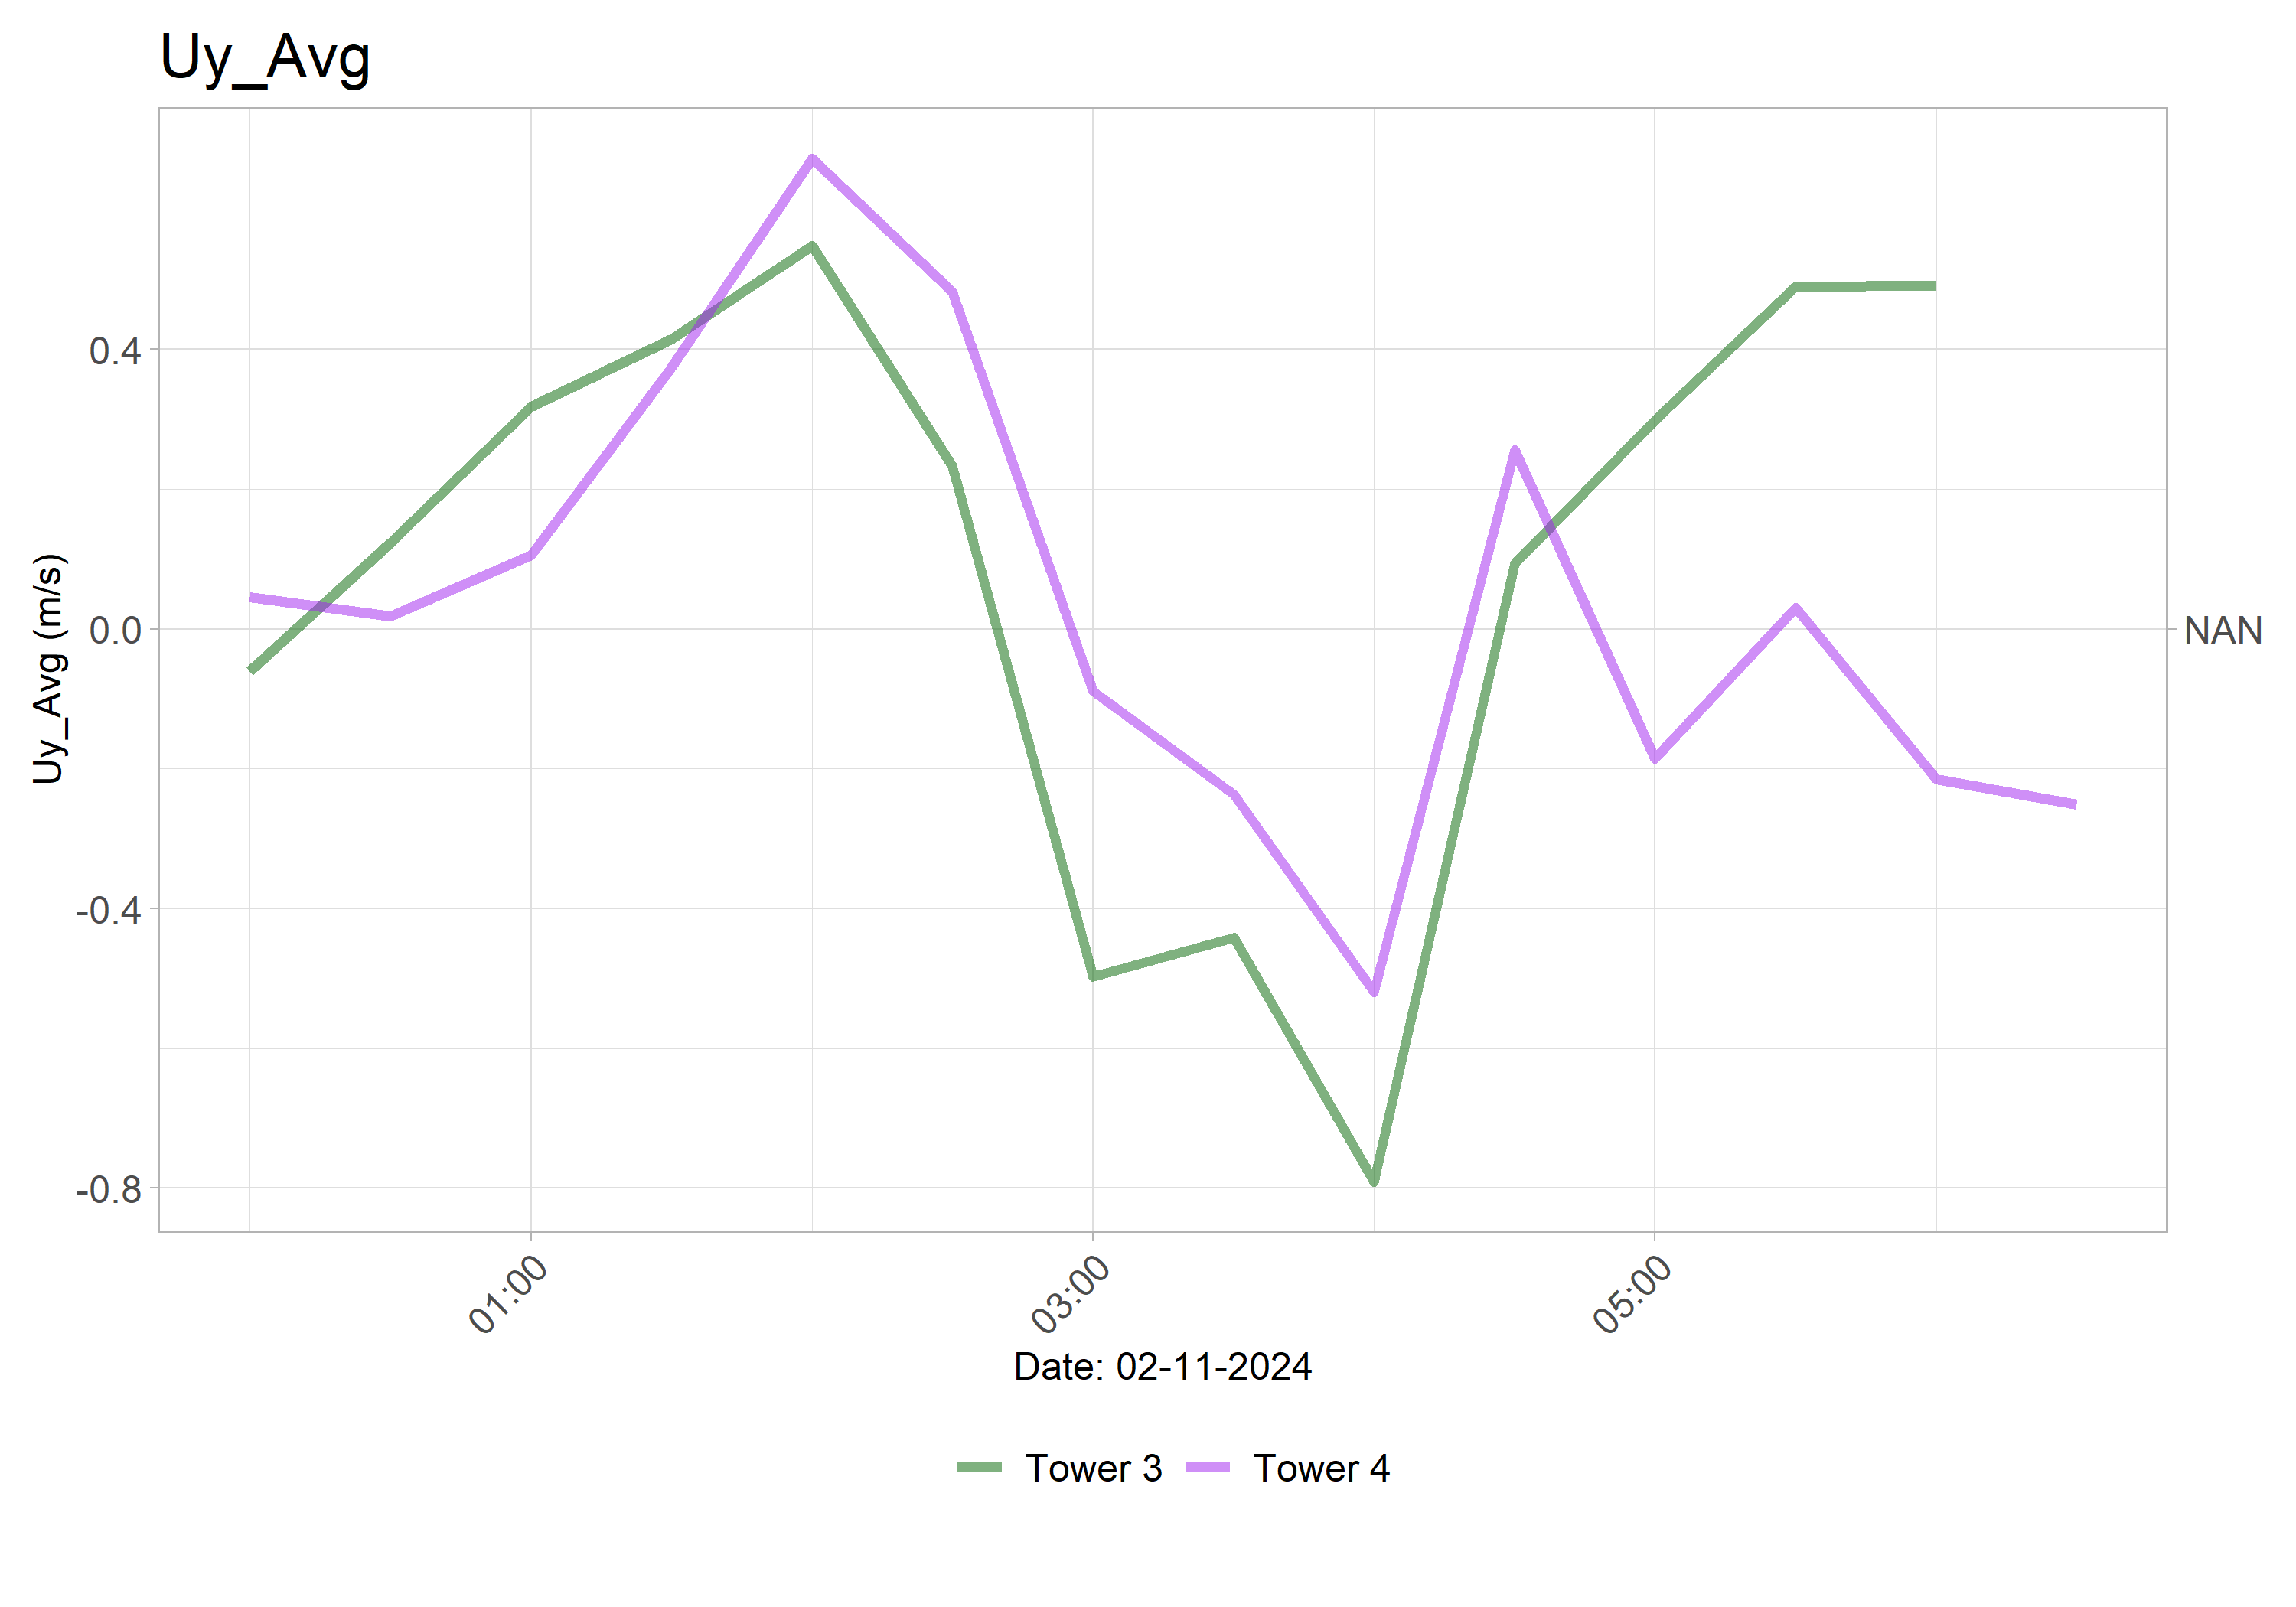 Uy_Avg
Uy_Avg (m/s)
0.4
0.0
-0.4
-0.8
NAN
01:00
03:00
05:00
Date: 02-11-2024
Tower 3
Tower 4